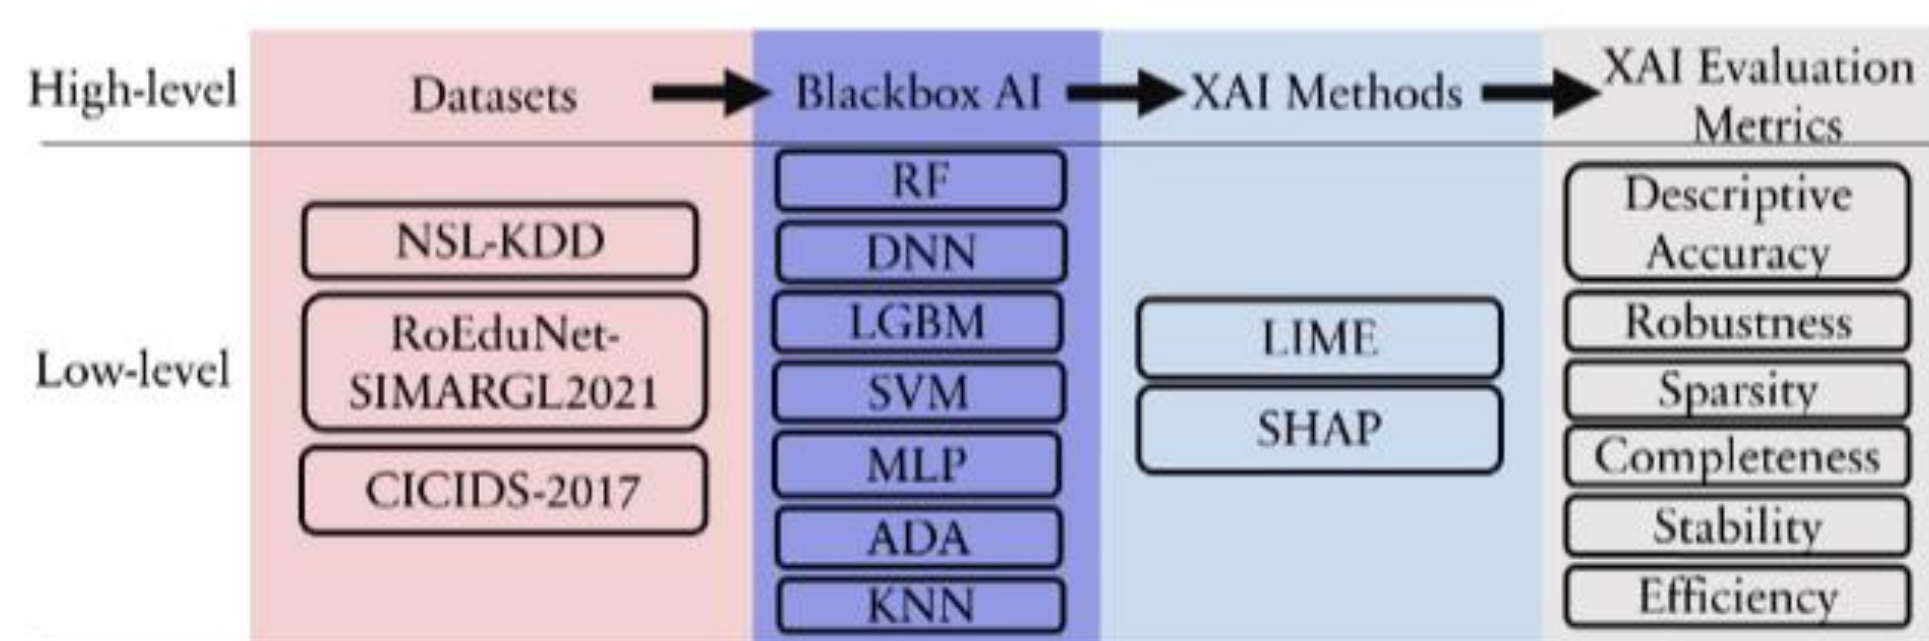 High-level
Datasets
Blackbox AI
XAI Methods
XAI Evaluation
Metrics
Low-level
NSL-KDD
RoEduNet-
SIMARGL2021
CICIDS-2017
RF
DNN
LGBM
SVM
MLP
ADA
KNN
LIME
SHAP
Descriptive
Accuracy
Robustness
Sparsity
Completeness
Stability
Efficiency